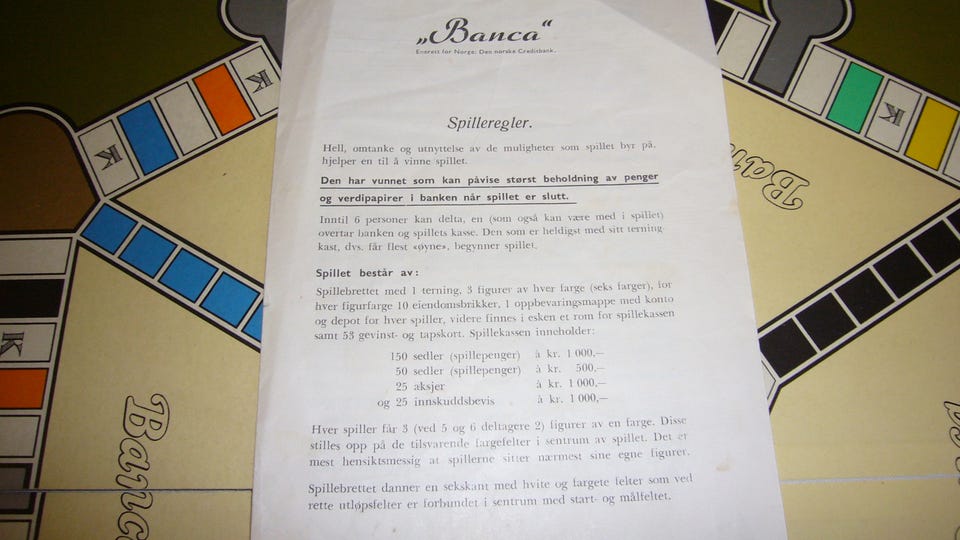 „Banca“
Enerett for Norge: Den norske Creditbank.
Spilleregler.
Hell, omtanke og utnyttelse av de muligheter som spillet byr på,
hjelper en til å vinne spillet.
Den har vunnet som kan påvise størst beholdning av penger
og verdipapirer i banken når spillet er slutt.
Inntil 6 personer kan delta, en (som også kan være med i spillet)
overtar banken og spillets kasse. Den som er heldigst med sitt terning-
kast, dvs. får flest «øyne», begynner spillet.
Spillet består av:
Spillebrettet med 1 terning, 3 figurer av hver farge (seks farger), for
hver figurfarge 10 eiendomsbrikker, 1 oppbevaringsmappe med konto
og depot for hver spiller, videre finnes i esken et rom for spillekassen
samt 53 gevinst- og tapskort. Spillekassen inneholder:
150 sedler (spillepenger) à kr. 1 000,—
50 sedler (spillepenger) à kr. 500,—
25 aksjer à kr. 1 000,—
og 25 innskuddsbevis à kr. 1 000,—
Hver spiller får 3 (ved 5 og 6 deltagere 2) figurer av en farge. Disse
stilles opp på de tilsvarende fargefelter i sentrum av spillet. Det er
mest hensiktsmessig at spillerne sitter nærmest sine egne figurer.
Spillebrettet danner en sekskant med hvite og fargete felter som ved
rette utløpsfelter er forbundet i sentrum med start- og målfeltet.
K
K
K
K
Banca